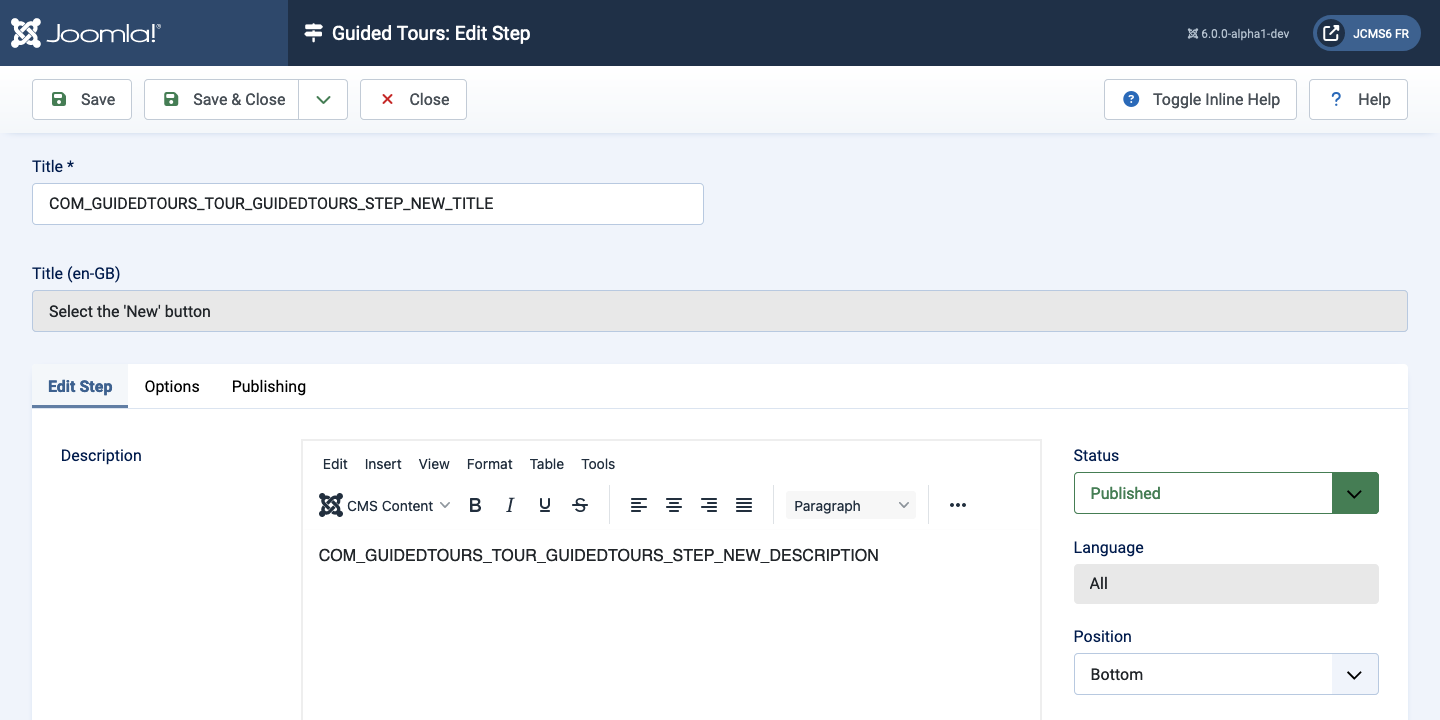 Joomla!®
Guided Tours: Edit Step
6.0.0-alpha1-dev
JCMS6 FR
Save
Save & Close
Close
Toggle Inline Help
Help
Title *
COM_GUIDEDTOURS_TOUR_GUIDEDTOURS_STEP_NEW_TITLE
Title (en-GB)
Select the 'New' button
Edit Step Options Publishing
Description
Edit Insert View Format Table Tools
CMS Content B I U S Paragraph
COM_GUIDEDTOURS_TOUR_GUIDEDTOURS_STEP_NEW_DESCRIPTION
Status
Published
Language
All
Position
Bottom